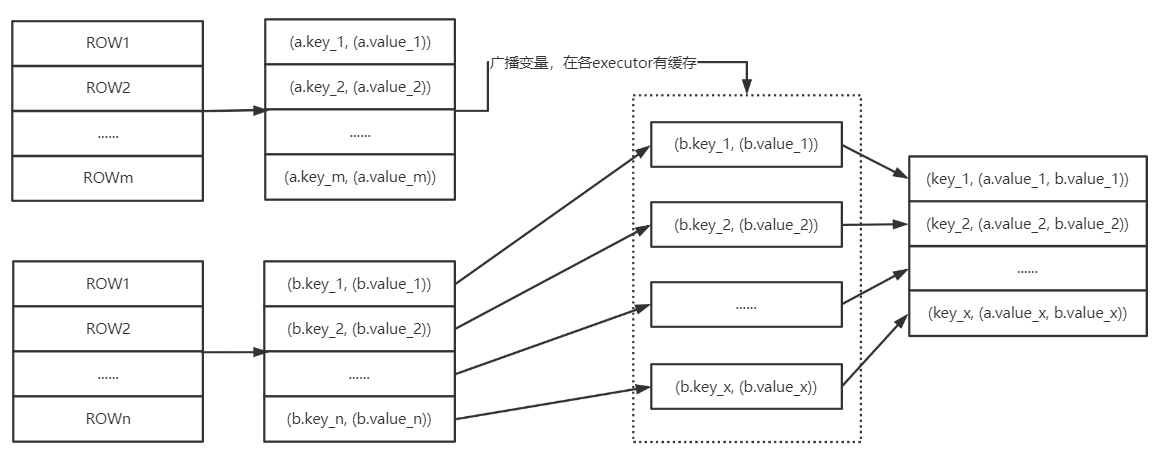 ROW1
ROW2
......
ROWm
(a.key_1, (a.value_1))
(a.key_2, (a.value_2))
......
(a.key_m, (a.value_m))
广播变量，在各executor有缓存
ROW1
ROW2
......
ROWn
(b.key_1, (b.value_1))
(b.key_2, (b.value_2))
......
(b.key_n, (b.value_n))
(b.key_1, (b.value_1))
(b.key_2, (b.value_2))
......
(b.key_x, (b.value_x))
(key_1, (a.value_1, b.value_1))
(key_2, (a.value_2, b.value_2))
......
(key_x, (a.value_x, b.value_x))